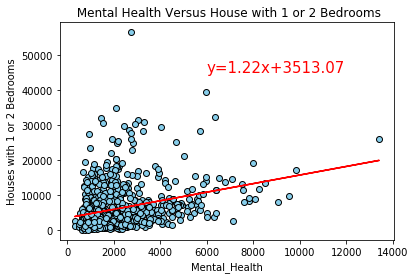 Mental Health Versus House with 1 or 2 Bedrooms
y=1.22x+3513.07
Houses with 1 or 2 Bedrooms
50000
40000
30000
20000
10000
0
0 2000 4000 6000 8000 10000 12000 14000
Mental_Health